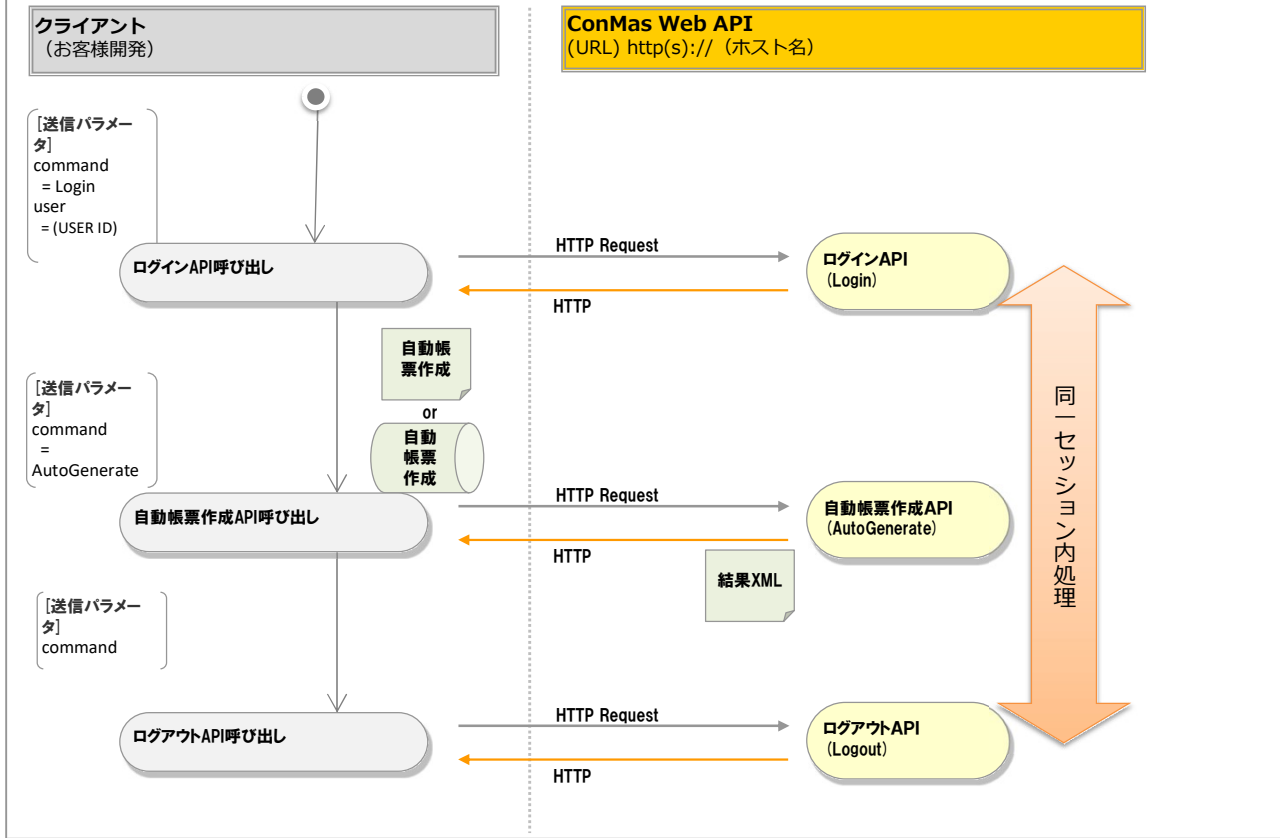 クライアント
（お客様開発）
ConMas Web API
(URL) http(s)://（ホスト名）
[送信パラメー
タ]
command
= Login
user
= (USER ID)
ログインAPI呼び出し
HTTP Request
HTTP
ログインAPI
(Login)
自動帳
票作成
or
自動
帳票
作成
[送信パラメー
タ]
command
=
AutoGenerate
自動帳票作成API呼び出し
HTTP Request
HTTP
自動帳票作成API
(AutoGenerate)
結果XML
同一セッション内処理
[送信パラメー
タ]
command
ログアウトAPI呼び出し
HTTP Request
HTTP
ログアウトAPI
(Logout)